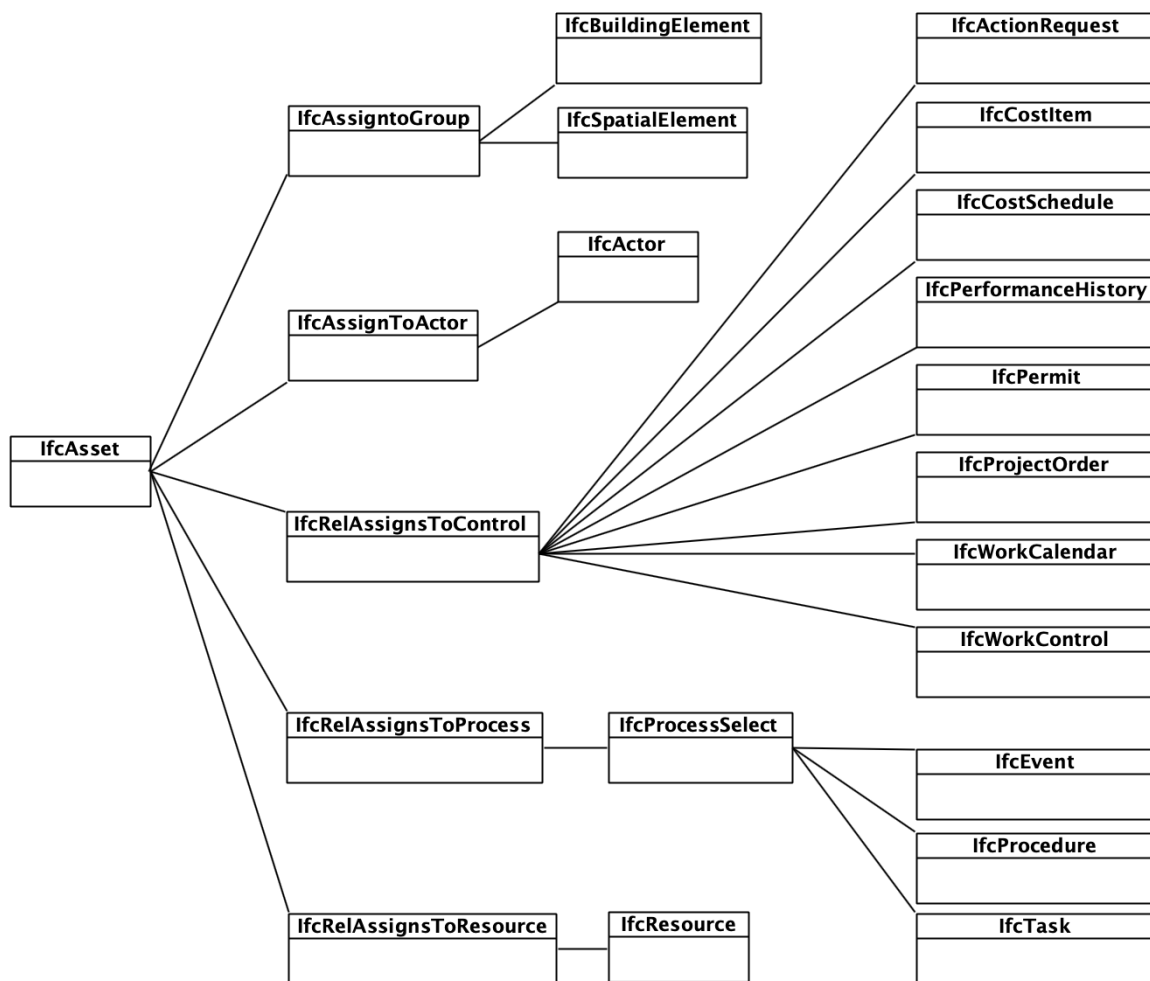 IfcBuildingElement
IfcActionRequest
IfcAssigntoGroup
IfcSpatialElement
IfcCostItem
IfcCostSchedule
IfcActor
IfcPerformanceHistory
IfcAssignToActor
IfcPermit
IfcAsset
IfcProjectOrder
IfcRelAssignsToControl
IfcWorkCalendar
IfcWorkControl
IfcRelAssignsToProcess
IfcProcessSelect
IfcEvent
IfcProcedure
IfcRelAssignsToResource
IfcResource
IfcTask